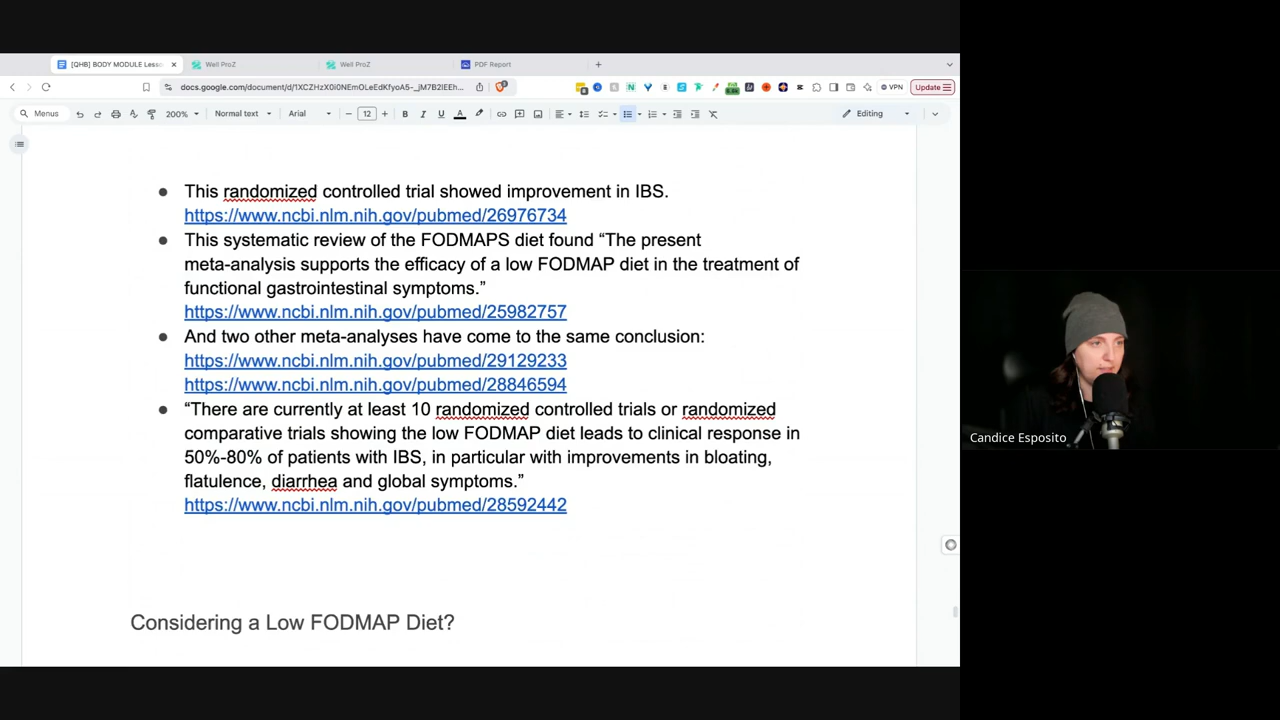 [QHB] BODY MODULE Lesso
Well ProZ
Well ProZ
PDF Report
docs.google.com/document/d/1XCZHzX0i0NEmOLeEdKfyoA5-_jM7B2lEEh...
VPN
Update
Menus
200%
Normal text
Arial
12
Editing
This randomized controlled trial showed improvement in IBS.
https://www.ncbi.nlm.nih.gov/pubmed/26976734
This systematic review of the FODMAPS diet found “The present
meta-analysis supports the efficacy of a low FODMAP diet in the treatment of
functional gastrointestinal symptoms.”
https://www.ncbi.nlm.nih.gov/pubmed/25982757
And two other meta-analyses have come to the same conclusion:
https://www.ncbi.nlm.nih.gov/pubmed/29129233
https://www.ncbi.nlm.nih.gov/pubmed/28846594
“There are currently at least 10 randomized controlled trials or randomized
comparative trials showing the low FODMAP diet leads to clinical response in
50%-80% of patients with IBS, in particular with improvements in bloating,
flatulence, diarrhea and global symptoms.”
https://www.ncbi.nlm.nih.gov/pubmed/28592442
Considering a Low FODMAP Diet?
Candice Esposito